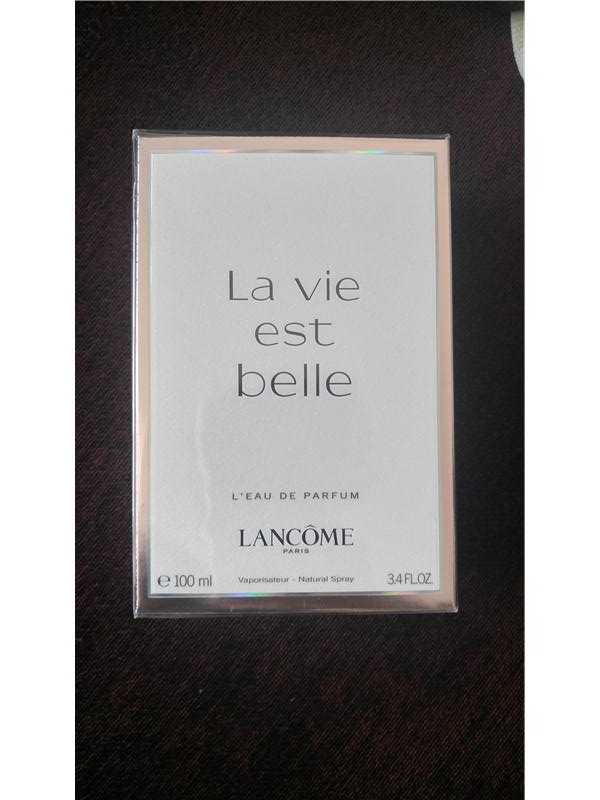 La vie
est
belle
L'EAU DE PARFUM
LANCÔME
PARIS
e 100 ml Vaporisateur - Natural Spray 3.4 FL.OZ.